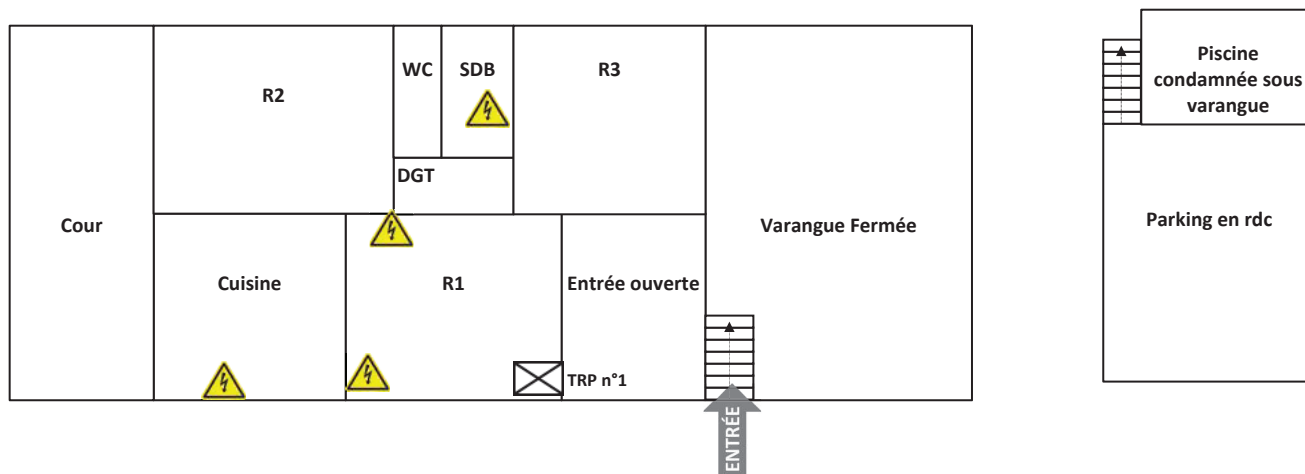 WC
SDB
R3
R2
DGT
Cour
Varangue Fermée
Cuisine
R1
Entrée ouverte
TRP n°1
ENTRÉE
Piscine
condamnée sous
varangue
Parking en rdc